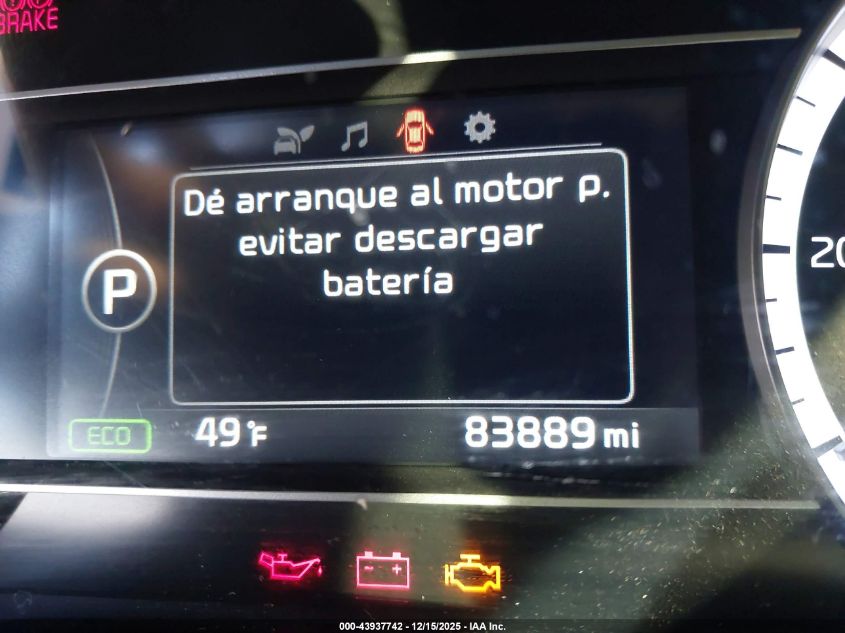 BRAKE
Dé arranque al motor p.
evitar descargar
batería
P
20
ECO
49°F
83889 mi
000-43937742 - 12/15/2025 - IAA Inc.